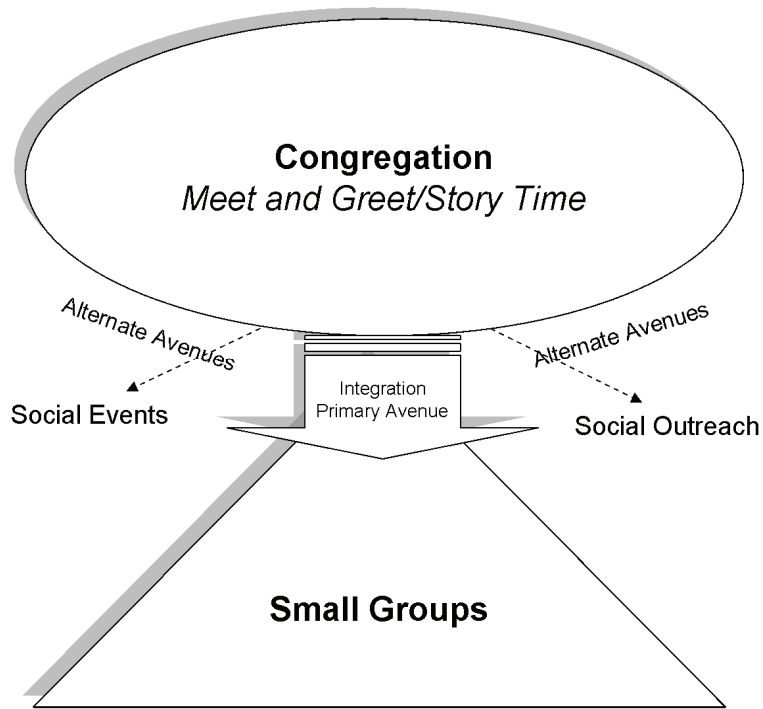 Congregation
Meet and Greet/Story Time
Alternate Avenues
Alternate Avenues
Integration
Primary Avenue
Social Events
Social Outreach
Small Groups